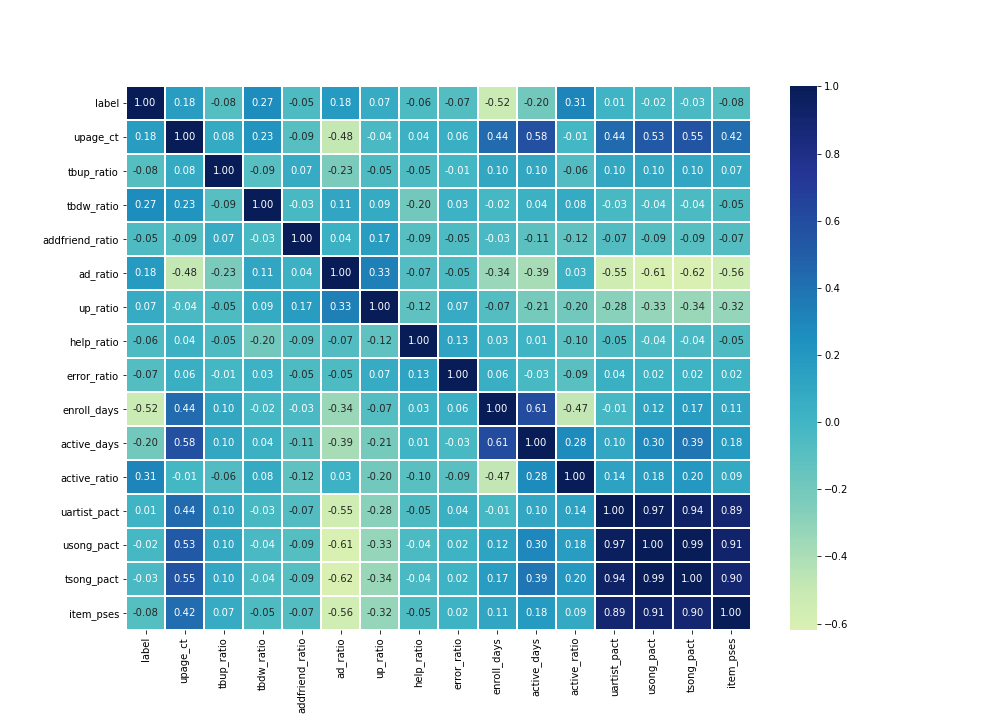 label 1.00 0.18 -0.08 0.27 -0.05 0.18 0.07 -0.06 -0.07 -0.52 -0.20 0.31 0.01 -0.02 -0.03 -0.08
upage_ct 0.18 1.00 0.08 0.23 -0.09 -0.48 -0.04 0.04 0.06 0.44 0.58 -0.01 0.44 0.53 0.55 0.42
tbup_ratio -0.08 0.08 1.00 -0.09 0.07 -0.23 -0.05 -0.05 -0.01 0.10 0.10 -0.06 0.10 0.10 0.10 0.07
tbdw_ratio 0.27 0.23 -0.09 1.00 -0.03 0.11 0.09 -0.20 0.03 -0.02 0.04 0.08 -0.03 -0.04 -0.04 -0.05
addfriend_ratio -0.05 -0.09 0.07 -0.03 1.00 0.04 0.17 -0.09 -0.05 -0.03 -0.11 -0.12 -0.07 -0.09 -0.09 -0.07
ad_ratio 0.18 -0.48 -0.23 0.11 0.04 1.00 0.33 -0.07 -0.05 -0.34 -0.39 0.03 -0.55 -0.61 -0.62 -0.56
up_ratio 0.07 -0.04 -0.05 0.09 0.17 0.33 1.00 -0.12 0.07 -0.07 -0.21 -0.20 -0.28 -0.33 -0.34 -0.32
help_ratio -0.06 0.04 -0.05 -0.20 -0.09 -0.07 -0.12 1.00 0.13 0.03 0.01 -0.10 -0.05 -0.04 -0.04 -0.05
error_ratio -0.07 0.06 -0.01 0.03 -0.05 -0.05 0.07 0.13 1.00 0.06 -0.03 -0.09 0.04 0.02 0.02 0.02
enroll_days -0.52 0.44 0.10 -0.02 -0.03 -0.34 -0.07 0.03 0.06 1.00 0.61 -0.47 -0.01 0.12 0.17 0.11
active_days -0.20 0.58 0.10 0.04 -0.11 -0.39 -0.21 0.01 -0.03 0.61 1.00 0.28 0.10 0.30 0.39 0.18
active_ratio 0.31 -0.01 -0.06 0.08 -0.12 0.03 -0.20 -0.10 -0.09 -0.47 0.28 1.00 0.14 0.18 0.20 0.09
uartist_pact 0.01 0.44 0.10 -0.03 -0.07 -0.55 -0.28 -0.05 0.04 -0.01 0.10 0.14 1.00 0.97 0.94 0.89
usong_pact -0.02 0.53 0.10 -0.04 -0.09 -0.61 -0.33 -0.04 0.02 0.12 0.30 0.18 0.97 1.00 0.99 0.91
tsong_pact -0.03 0.55 0.10 -0.04 -0.09 -0.62 -0.34 -0.04 0.02 0.17 0.39 0.20 0.94 0.99 1.00 0.90
item_pses -0.08 0.42 0.07 -0.05 -0.07 -0.56 -0.32 -0.05 0.02 0.11 0.18 0.09 0.89 0.91 0.90 1.00
label
upage_ct
tbup_ratio
tbdw_ratio
addfriend_ratio
ad_ratio
up_ratio
help_ratio
error_ratio
enroll_days
active_days
active_ratio
uartist_pact
usong_pact
tsong_pact
item_pses
1.0
0.8
0.6
0.4
0.2
0.0
−0.2
−0.4
−0.6